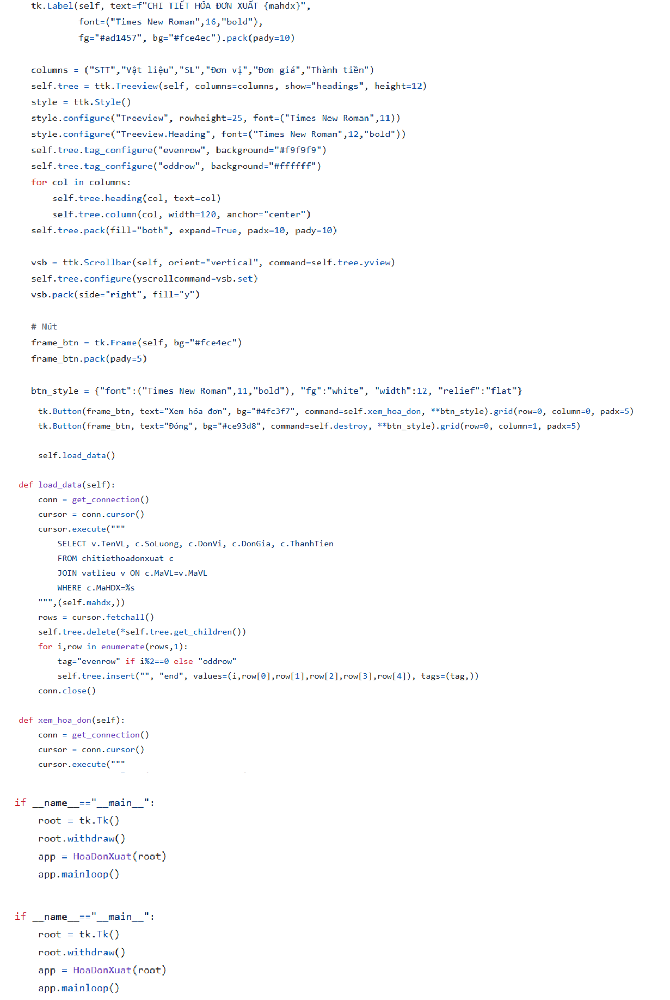 tk.Label(self, text=f"CHI TIẾT HÓA ĐƠN XUẤT {mahdx}",
font=("Times New Roman",16,"bold"),
fg="#ad1457", bg="#fce4ec").pack(pady=10)
columns = ("STT","Vật liệu","SL","Đơn vị","Đơn giá","Thành tiền")
self.tree = ttk.Treeview(self, columns=columns, show="headings", height=12)
style = ttk.Style()
style.configure("Treeview", rowheight=25, font=("Times New Roman",11))
style.configure("Treeview.Heading", font=("Times New Roman",12,"bold"))
self.tree.tag_configure("evenrow", background="#f9f9f9")
self.tree.tag_configure("oddrow", background="#ffffff")
for col in columns:
self.tree.heading(col, text=col)
self.tree.column(col, width=120, anchor="center")
self.tree.pack(fill="both", expand=True, padx=10, pady=10)
vsb = ttk.Scrollbar(self, orient="vertical", command=self.tree.yview)
self.tree.configure(yscrollcommand=vsb.set)
vsb.pack(side="right", fill="y")
# Nút
frame_btn = tk.Frame(self, bg="#fce4ec")
frame_btn.pack(pady=5)
btn_style = {"font":("Times New Roman",11,"bold"), "fg":"white", "width":12, "relief":"flat"}
tk.Button(frame_btn, text="Xem hóa đơn", bg="#4fc3f7", command=self.xem_hoa_don, **btn_style).grid(row=0, column=0, padx=5)
tk.Button(frame_btn, text="Đóng", bg="#ce93d8", command=self.destroy, **btn_style).grid(row=0, column=1, padx=5)
self.load_data()
def load_data(self):
conn = get_connection()
cursor = conn.cursor()
cursor.execute("""
SELECT v.TenVL, c.SoLuong, c.DonVi, c.DonGia, c.ThanhTien
FROM chitiethoadonxuat c
JOIN vatlieu v ON c.MaVL=v.MaVL
WHERE c.MaHDX=%s
""",(self.mahdx,))
rows = cursor.fetchall()
self.tree.delete(*self.tree.get_children())
for i,row in enumerate(rows,1):
tag="evenrow" if i%2==0 else "oddrow"
self.tree.insert("", "end", values=(i,row[0],row[1],row[2],row[3],row[4]), tags=(tag,))
conn.close()
def xem_hoa_don(self):
conn = get_connection()
cursor = conn.cursor()
cursor.execute("""
if __name__=="__main__":
root = tk.Tk()
root.withdraw()
app = HoaDonXuat(root)
app.mainloop()
if __name__=="__main__":
root = tk.Tk()
root.withdraw()
app = HoaDonXuat(root)
app.mainloop()